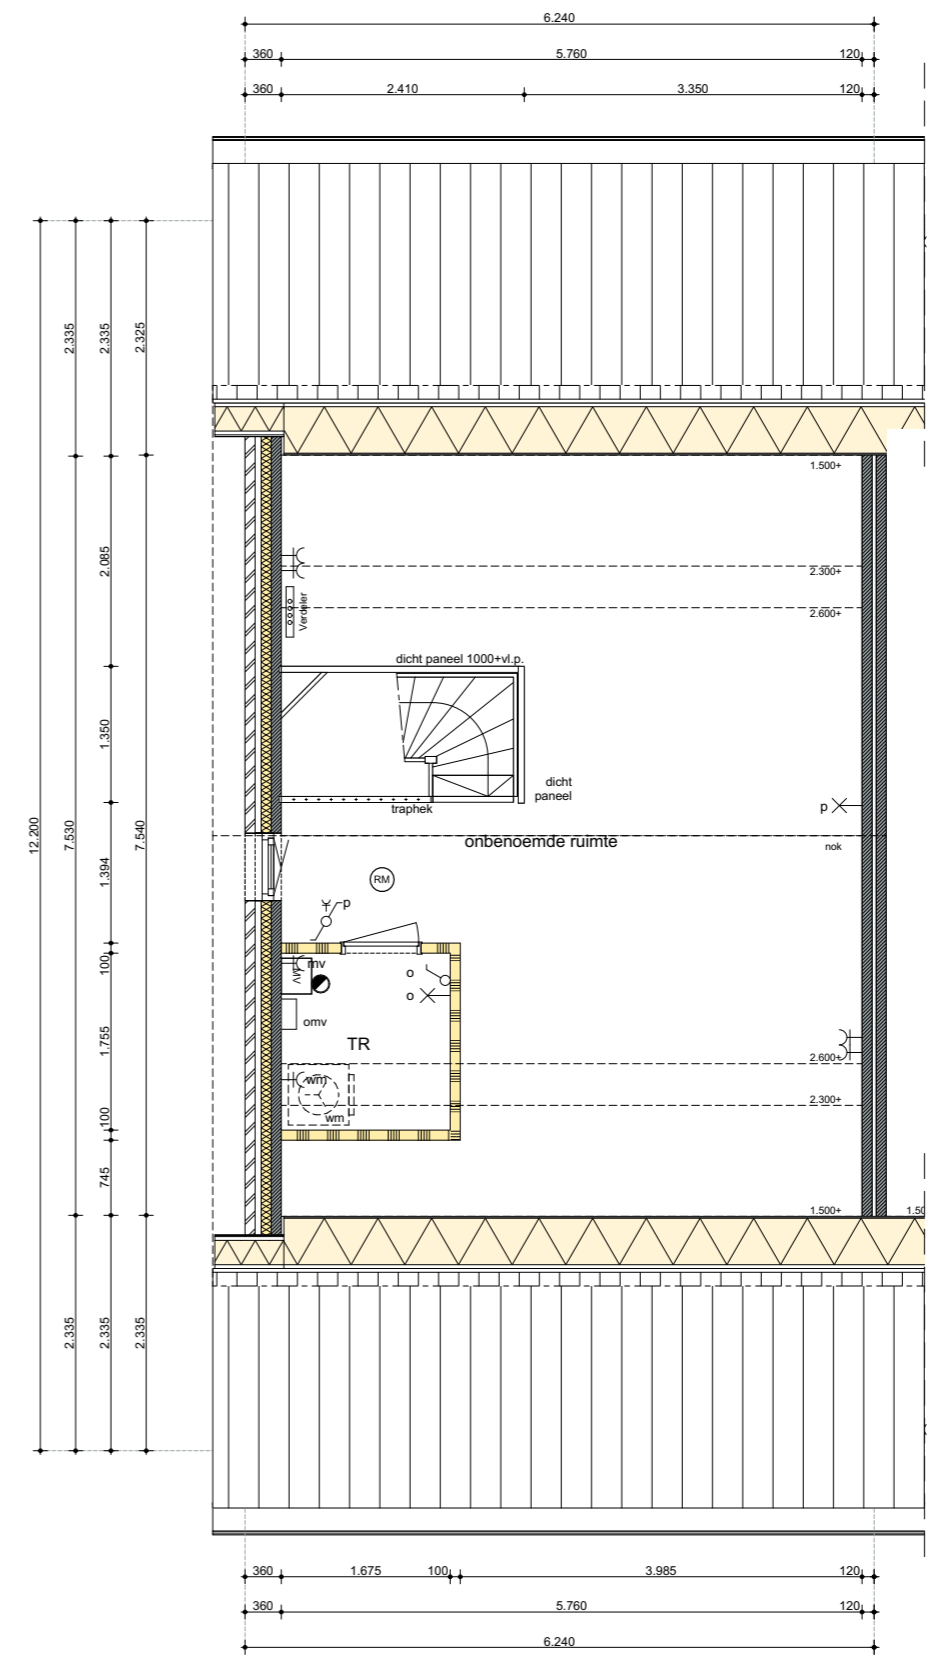 6.240
360 5.760 120
360 2.410 3.350 120
12.200
2.335 7.530 2.335
2.335 2.085 1.350 1.394 100 1.755 100 745 2.335
2.325 7.540 2.335
1.500+
2.300+
2.600+
Verdeler
dicht paneel 1000+vl.p.
dicht
paneel
traphek
p
onbenoemde ruimte
nok
RM
p
mv
MV
o
o
omv
TR
2.600+
wm
2.300+
wm
1.500+ 1.50
360 1.675 100 3.985 120
360 5.760 120
6.240